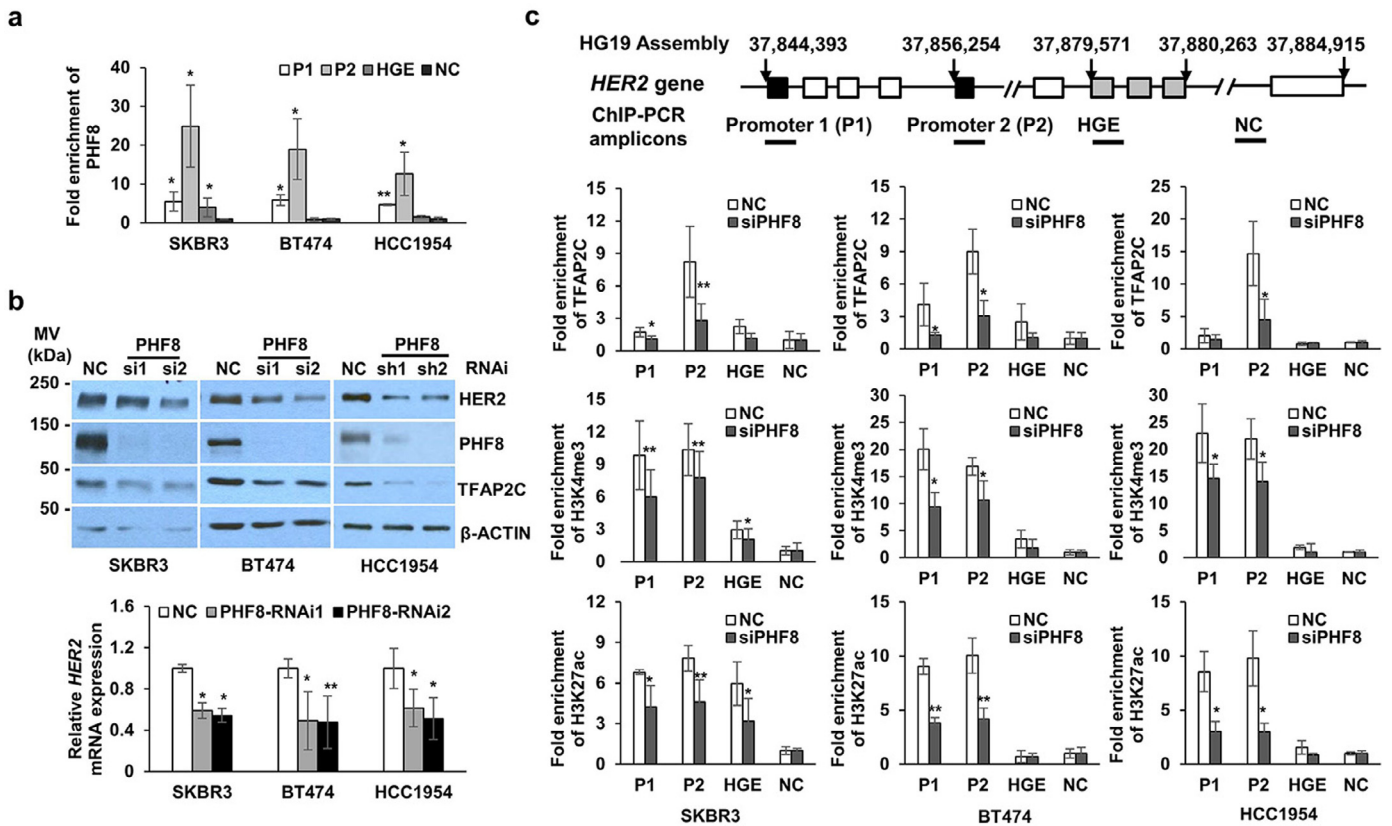 a
Fold enrichment of
PHF8
P1 P2 HGE NC
40
30
20
10
0
* * *
* *
** *
SKBR3 BT474 HCC1954
b
MV
(kDa)
PHF8 PHF8 PHF8
NC si1 si2 NC si1 si2 NC sh1 sh2 RNAi
250
150
50
50
HER2
PHF8
TFAP2C
β-ACTIN
SKBR3 BT474 HCC1954
Relative HER2
mRNA expression
NC PHF8-RNAi1 PHF8-RNAi2
1.6
1.2
0.8
0.4
0.0
* * * ** * *
SKBR3 BT474 HCC1954
c
HG19 Assembly 37,844,393 37,856,254 37,879,571 37,880,263 37,884,915
HER2 gene // //
ChIP-PCR
amplicons
Promoter 1 (P1) Promoter 2 (P2) HGE NC
Fold enrichment
of TFAP2C
15
12
9
6
3
0
NC
siPHF8
* **
P1 P2 HGE NC
Fold enrichment
of TFAP2C
15
12
9
6
3
0
NC
siPHF8
* *
P1 P2 HGE NC
Fold enrichment
of TFAP2C
25
20
15
10
5
0
NC
siPHF8
*
P1 P2 HGE NC
Fold enrichment
of H3K4me3
15
12
9
6
3
0
NC
siPHF8
** ** *
P1 P2 HGE NC
Fold enrichment
of H3K4me3
30
25
20
15
10
5
0
NC
siPHF8
* *
P1 P2 HGE NC
Fold enrichment
of H3K4me3
30
25
20
15
10
5
0
NC
siPHF8
* *
P1 P2 HGE NC
Fold enrichment
of H3K27ac
12
9
6
3
0
NC
siPHF8
* ** *
P1 P2 HGE NC
SKBR3
Fold enrichment
of H3K27ac
15
10
5
0
NC
siPHF8
** **
P1 P2 HGE NC
BT474
Fold enrichment
of H3K27ac
15
10
5
0
NC
siPHF8
* *
P1 P2 HGE NC
HCC1954